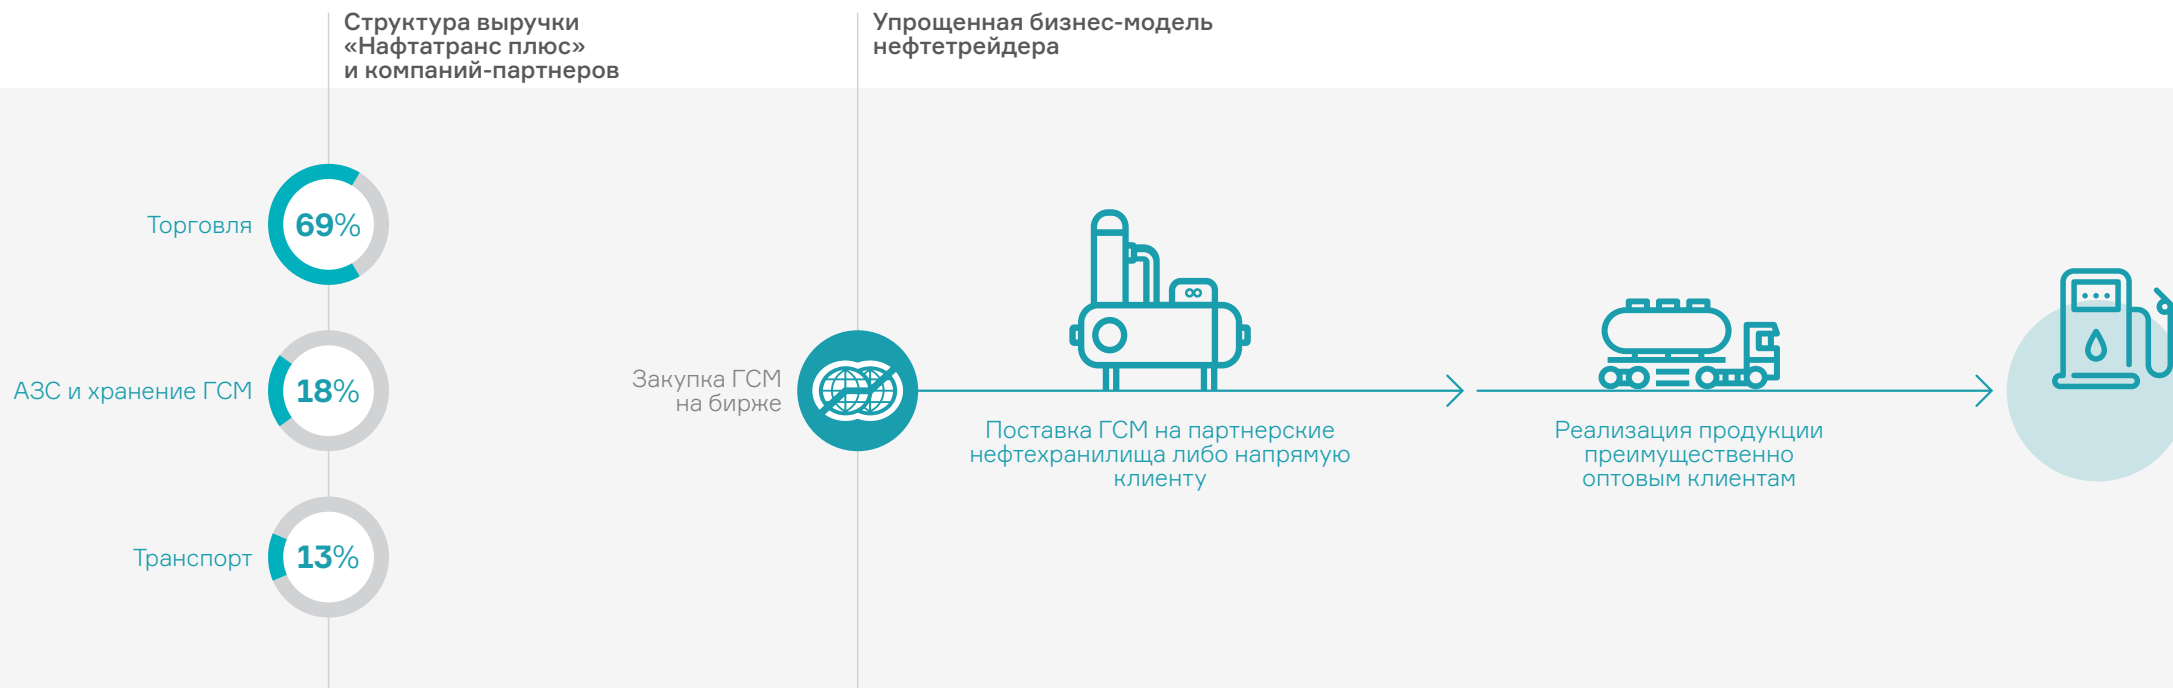 Структура выручки
«Нафтатранс плюс»
и компаний-партнеров
Упрощенная бизнес-модель
нефтетрейдера
Торговля
69%
АЗС и хранение ГСМ
18%
Транспорт
13%
Закупка ГСМ
на бирже
Поставка ГСМ на партнерские
нефтехранилища либо напрямую
клиенту
Реализация продукции
преимущественно
оптовым клиентам